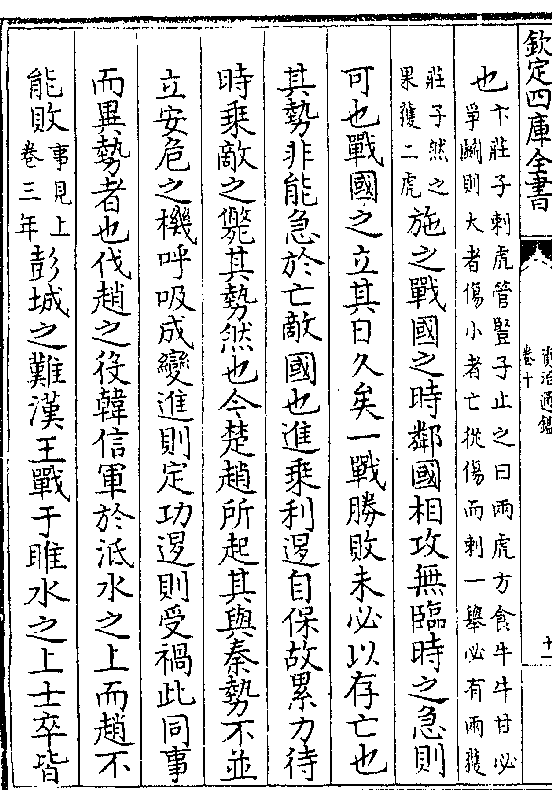 欽定四庫全書
資治通鑑
卷十
十一
也卞莊子刺虎管豎子止之曰兩虎方食牛牛甘必
爭鬬則大者傷小者亡從傷而刺一舉必有兩獲
莊子然之
果獲二虎
施之戰國之時鄰國相攻無臨時之急則
可也戰國之立其日久矣一戰勝敗未必以存亡也
其勢非能急於亡敵國也進乗利退自保故累力待
時乗敵之斃其勢然也今楚趙所起其與秦勢不並
立安危之機呼吸成變進則定功退則受禍此同事
而異勢者也伐趙之役韓信軍於泜水之上而趙不
能敗
事見上
卷三年
彭城之難漢王戰于睢水之上士卒皆